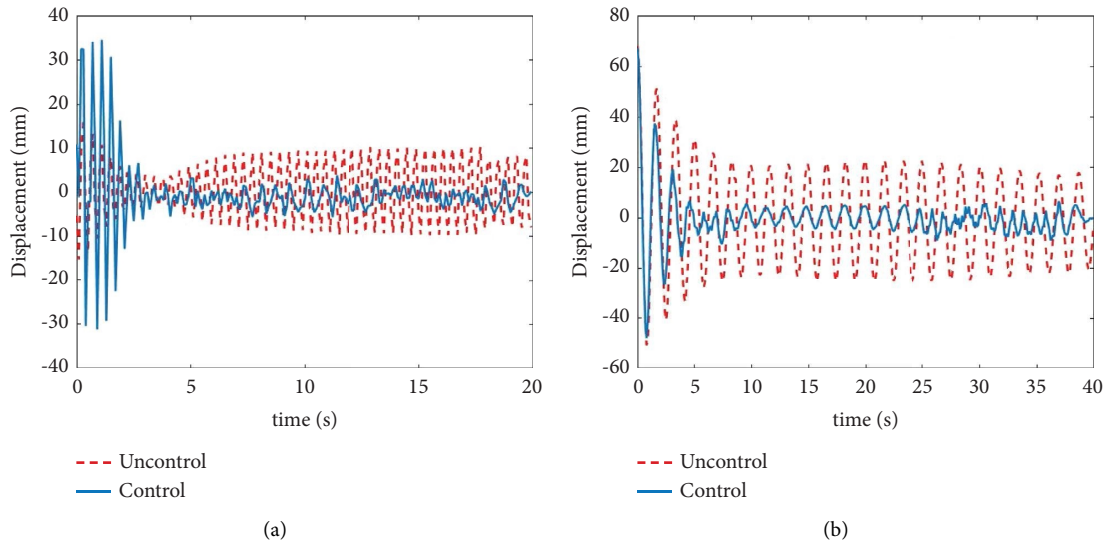 40
30
20
10
0
-10
-20
-30
-40
Displacement (mm)
0 5 10 15 20
time (s)
Uncontrol
Control
(a)
80
60
40
20
0
-20
-40
-60
Displacement (mm)
0 5 10 15 20 25 30 35 40
time (s)
Uncontrol
Control
(b)